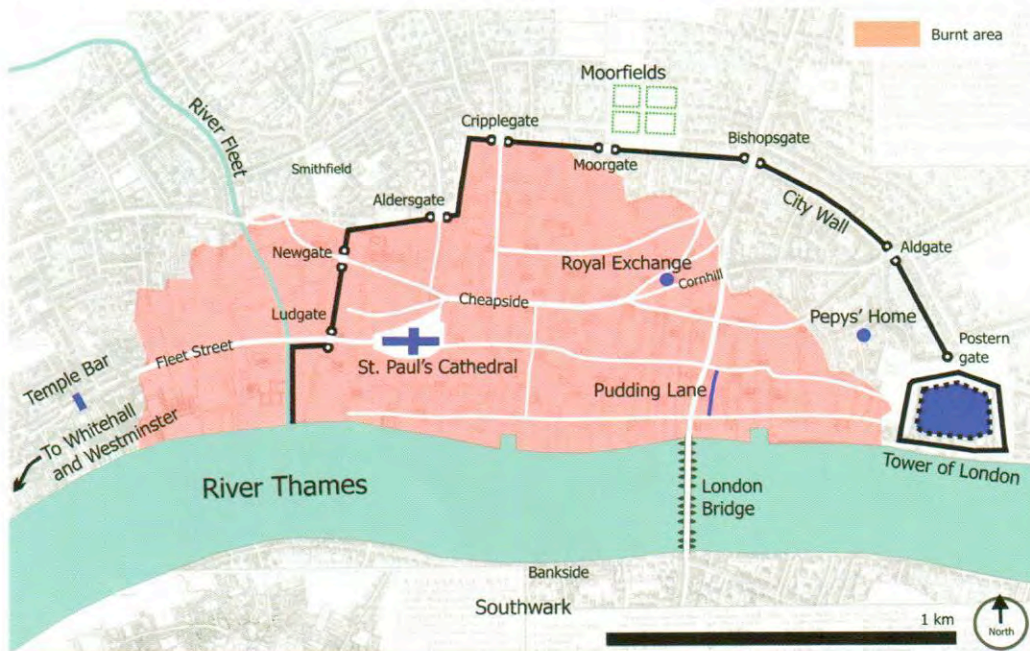 Burnt area
Moorfields
River Fleet
Cripplegate
Bishopsgate
Moorgate
Smithfield
Aldersgate
City Wall
Newgate
Aldgate
Royal Exchange
Cornhill
Cheapside
Ludgate
Pepys' Home
Fleet Street
Postern
gate
St. Paul's Cathedral
Temple Bar
Pudding Lane
To Whitehall
and Westminster
Tower of London
River Thames
London
Bridge
Bankside
Southwark
1 km
North